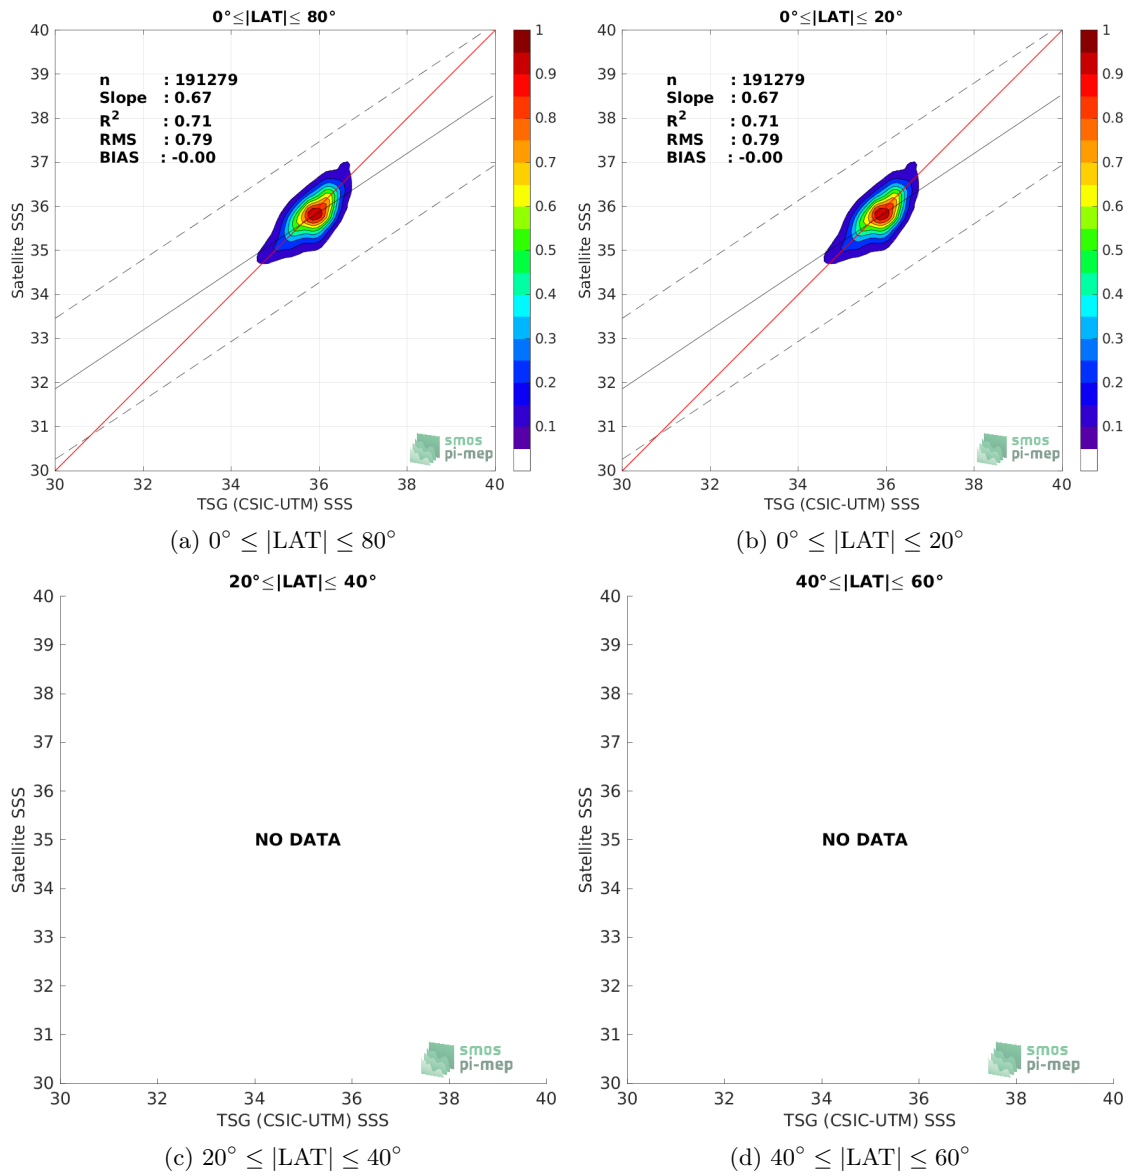 0°≤|LAT|≤ 80°
40
39
38
37
36
35
34
33
32
31
30
Satellite SSS
n : 191279
Slope : 0.67
R² : 0.71
RMS : 0.79
BIAS : -0.00
smos
pi-mep
30 32 34 36 38 40
TSG (CSIC-UTM) SSS
1
0.9
0.8
0.7
0.6
0.5
0.4
0.3
0.2
0.1
(a) 0° ≤ |LAT| ≤ 80°
0°≤|LAT|≤ 20°
40
39
38
37
36
35
34
33
32
31
30
Satellite SSS
n : 191279
Slope : 0.67
R² : 0.71
RMS : 0.79
BIAS : -0.00
smos
pi-mep
30 32 34 36 38 40
TSG (CSIC-UTM) SSS
1
0.9
0.8
0.7
0.6
0.5
0.4
0.3
0.2
0.1
(b) 0° ≤ |LAT| ≤ 20°
20°≤|LAT|≤ 40°
40
39
38
37
36
35
34
33
32
31
30
Satellite SSS
NO DATA
smos
pi-mep
30 32 34 36 38 40
TSG (CSIC-UTM) SSS
(c) 20° ≤ |LAT| ≤ 40°
40°≤|LAT|≤ 60°
40
39
38
37
36
35
34
33
32
31
30
Satellite SSS
NO DATA
smos
pi-mep
30 32 34 36 38 40
TSG (CSIC-UTM) SSS
(d) 40° ≤ |LAT| ≤ 60°